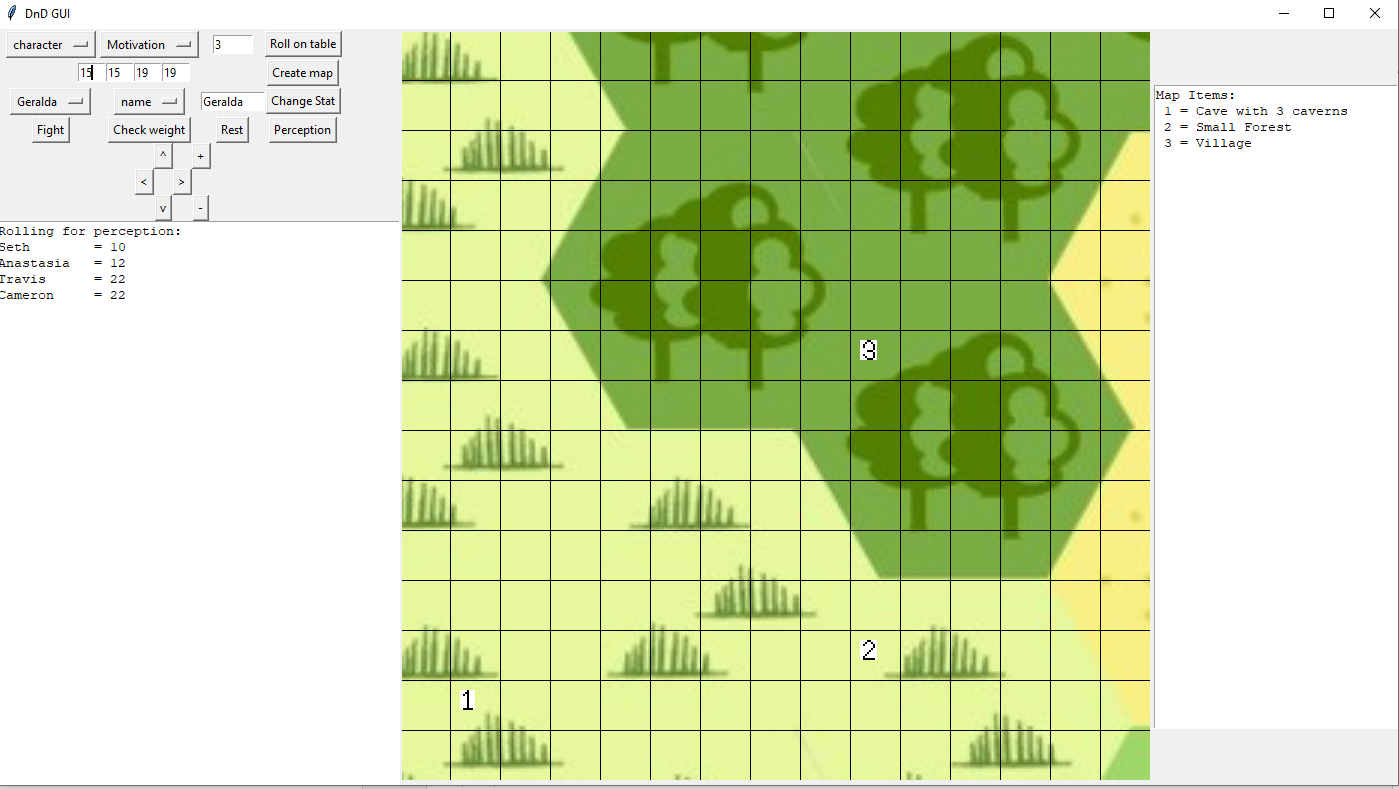 DnD GUI
character Motivation 3 Roll on table
15 15 19 19 Create map
Geralda name Geralda Change Stat
Fight Check weight Rest Perception
^ +
< >
v -
Rolling for perception:
Seth = 10
Anastasia = 12
Travis = 22
Cameron = 22
3
2
1
Map Items:
1 = Cave with 3 caverns
2 = Small Forest
3 = Village